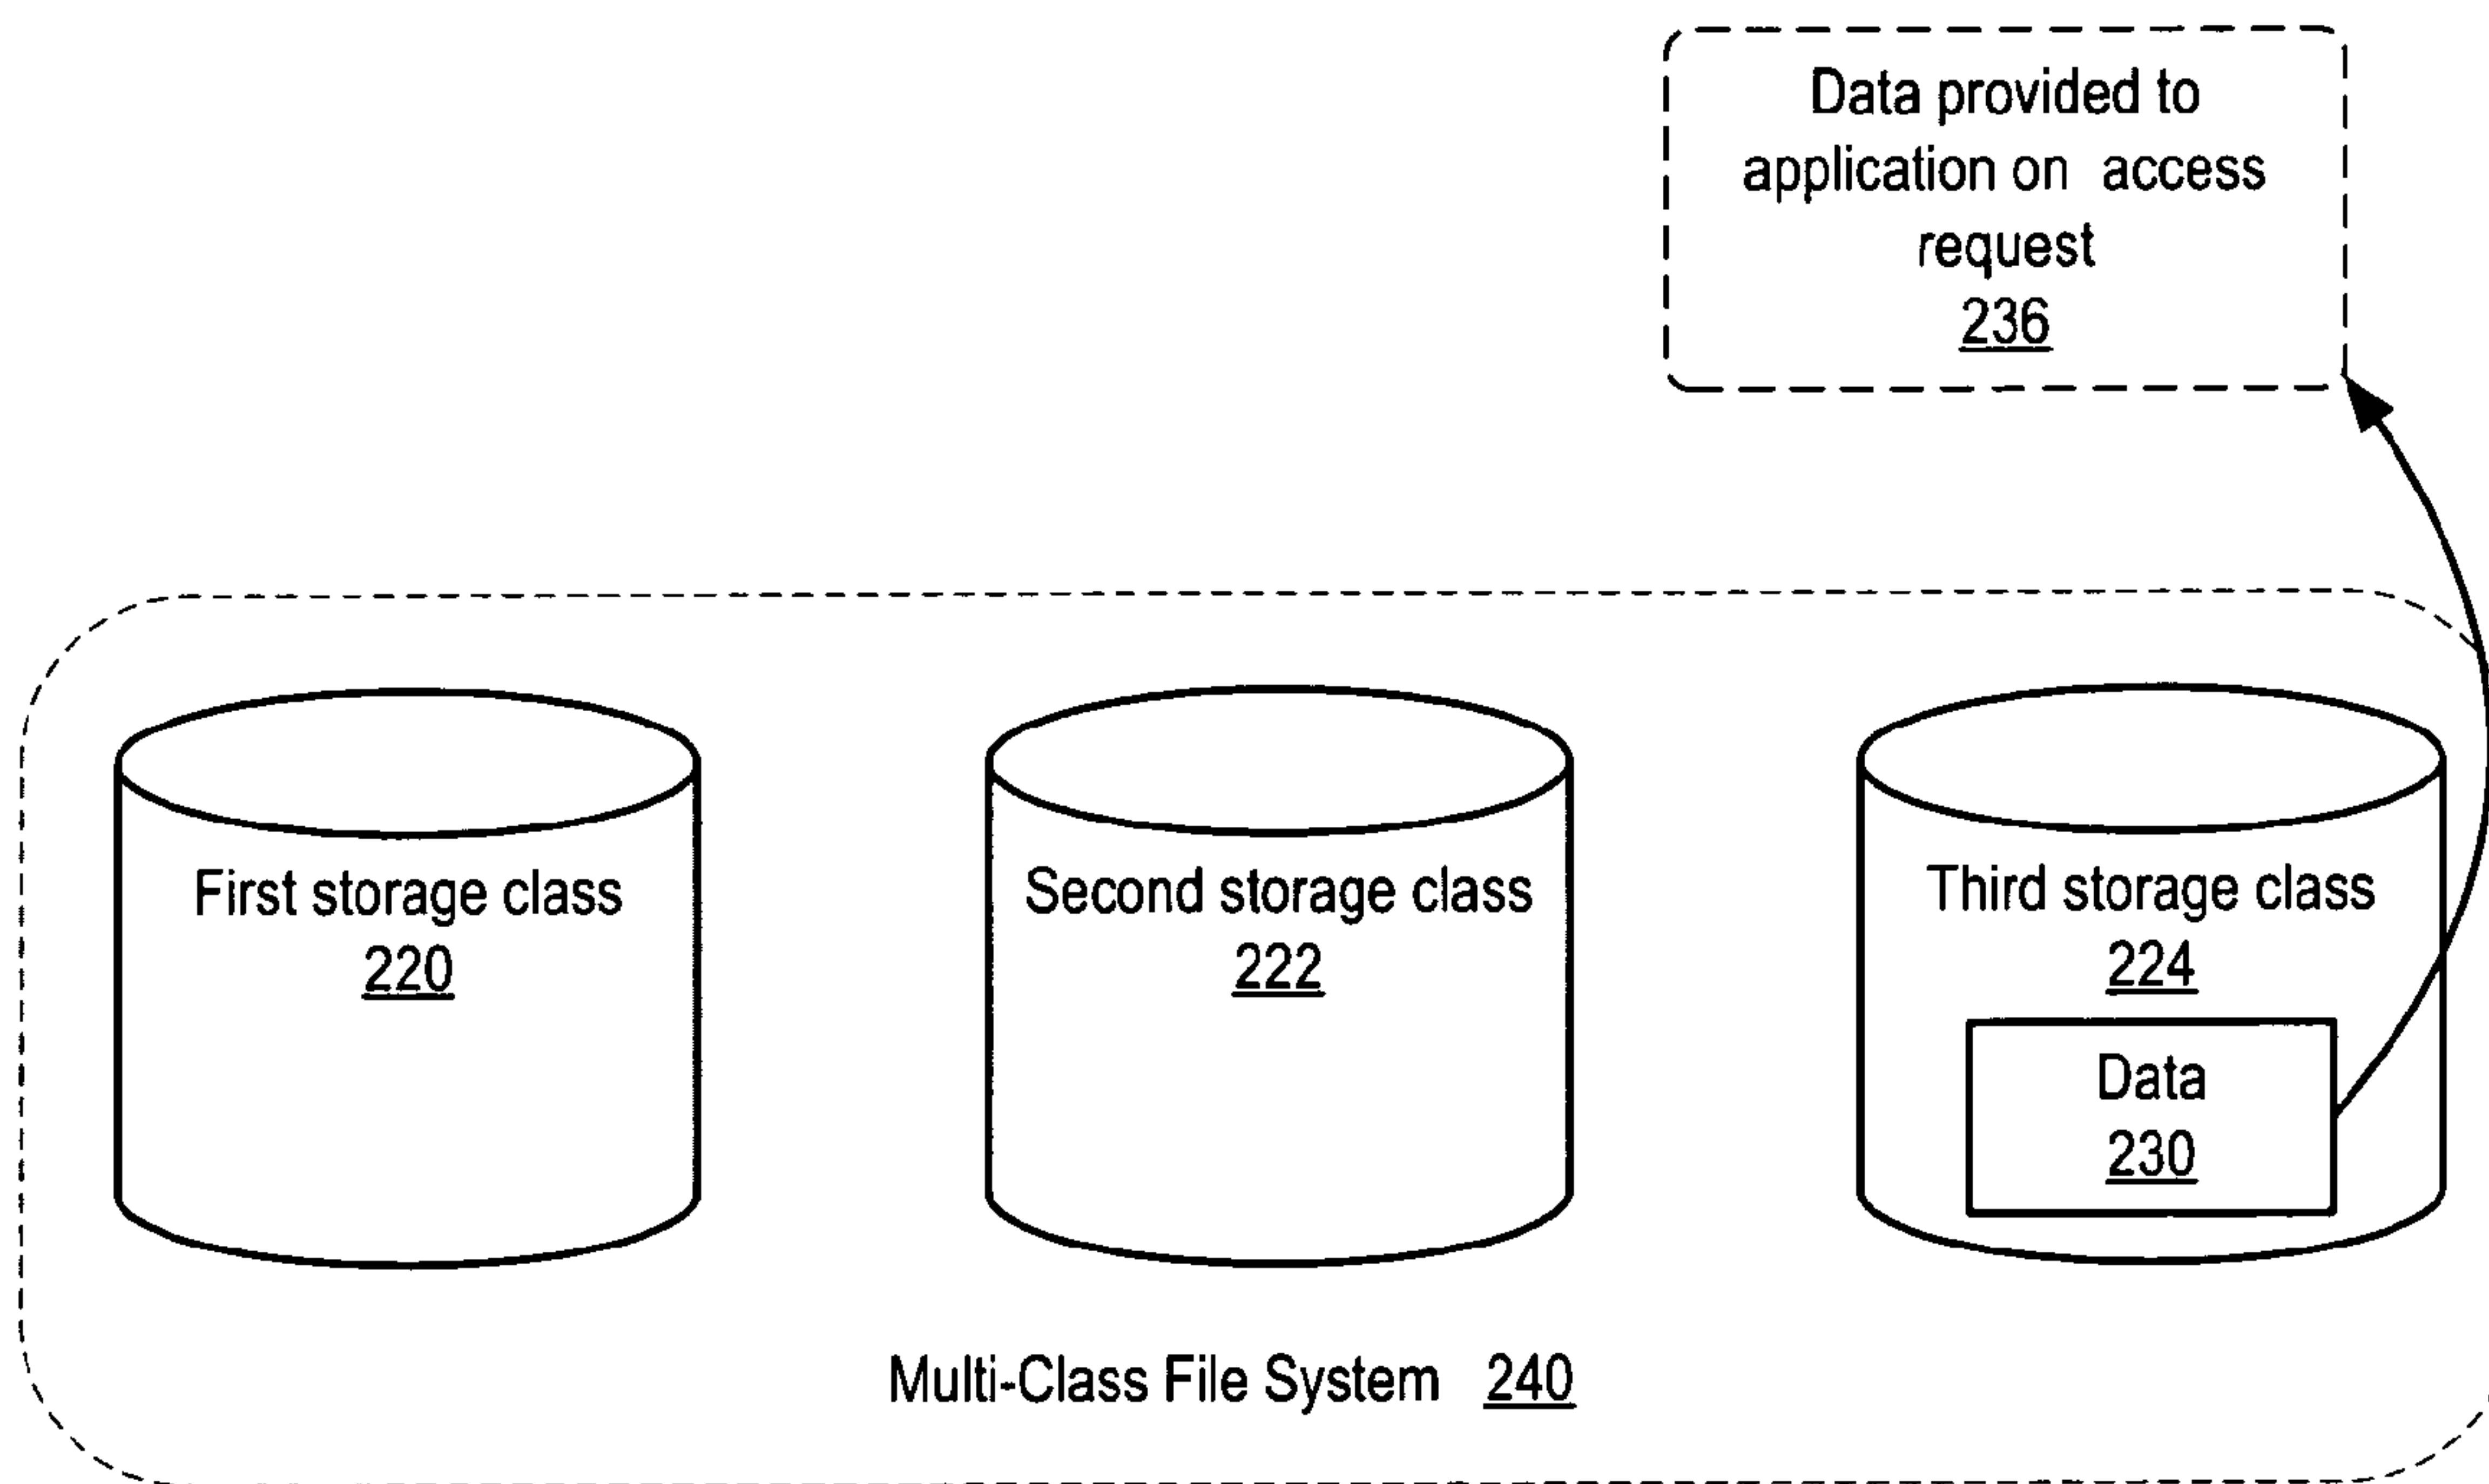 Data provided to
application on access
request
236
First storage class
220
Second storage class
222
Third storage class
224
Data
230
Multi-Class File System 240